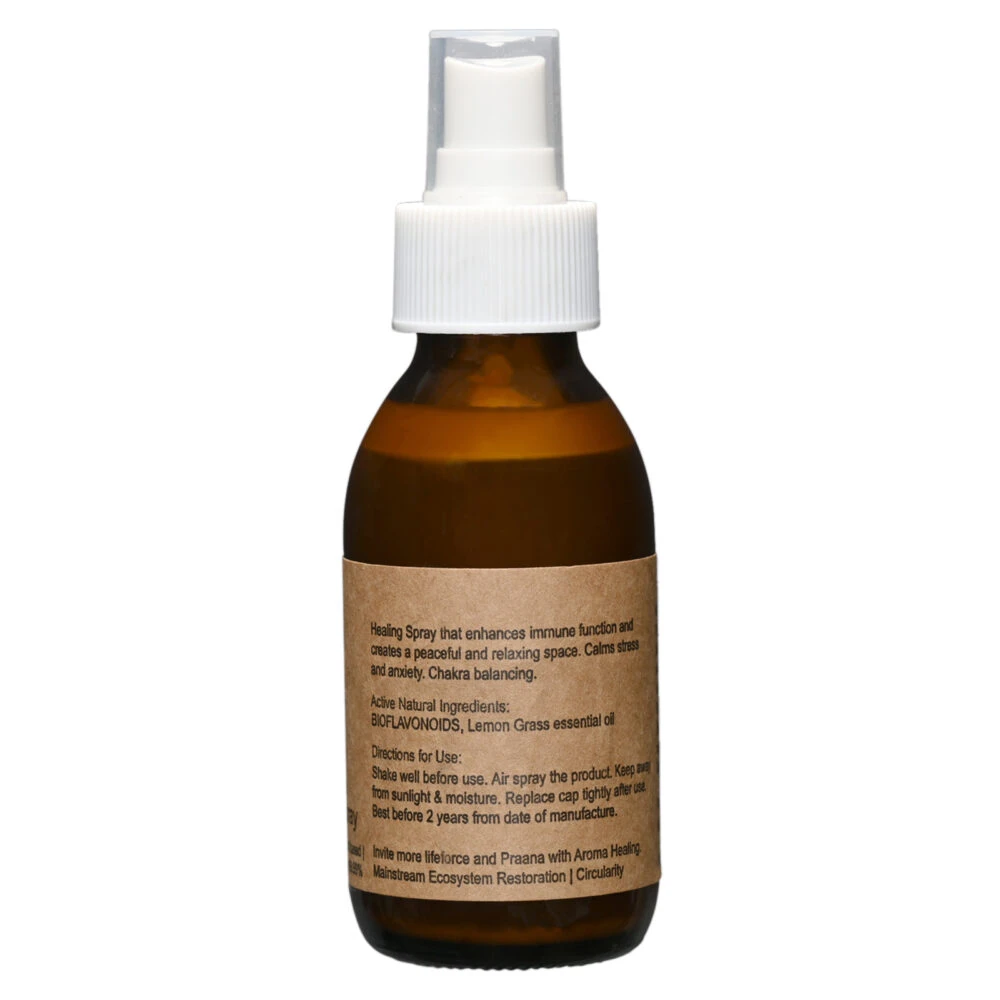 Healing Spray that enhances immune function and
creates a peaceful and relaxing space. Calms stress
and anxiety. Chakra balancing.
Active Natural Ingredients:
BIOFLAVONOIDS, Lemon Grass essential oil
Directions for Use:
Shake well before use. Air spray the product. Keep away
from sunlight & moisture. Replace cap tightly after use.
Best before 2 years from date of manufacture.
Invite more lifeforce and Praana with Aroma Healing.
Mainstream Ecosystem Restoration | Circularity